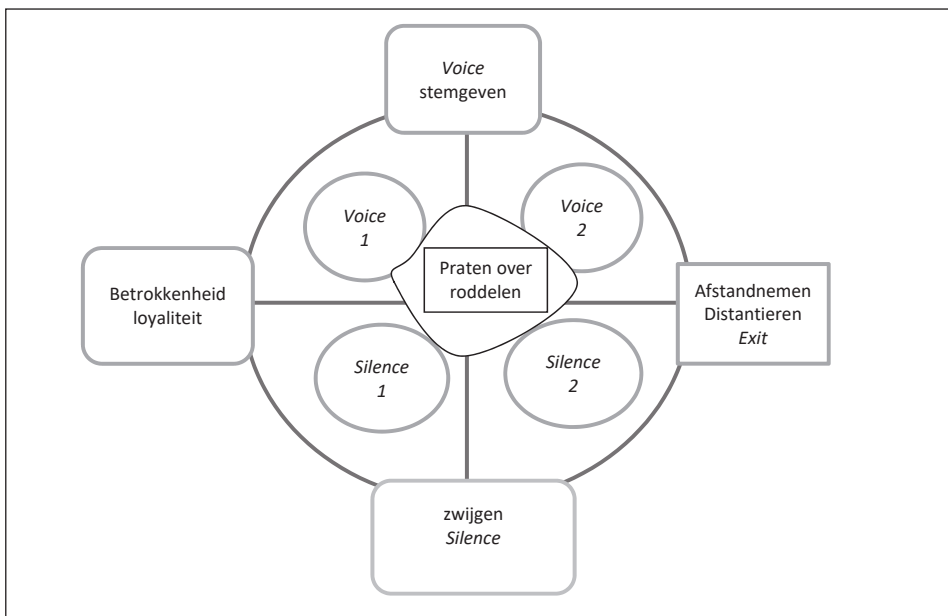 Voice
stemgeven
Voice
1
Voice
2
Praten over
roddelen
Betrokkenheid
loyaliteit
Afstandnemen
Distantieren
Exit
Silence
1
Silence
2
zwijgen
Silence